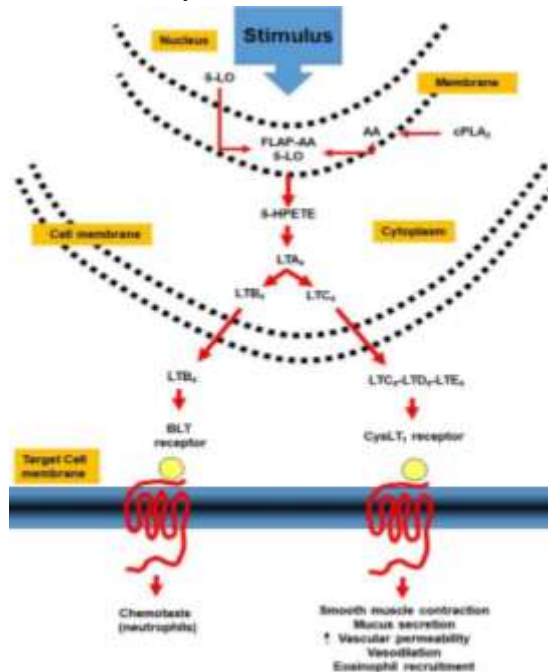 Nucleus
Stimulus
5-LO
Membrane
FLAP-AA
5-LO
AA
cPLA₂
5-HPETE
Cell membrane
Cytoplasm
LTA₄
LTB₄
LTC₄
LTB₄
LTC₄-LTD₄-LTE₄
BLT
receptor
CysLT₁ receptor
Target Cell
membrane
Chemotaxis
(neutrophils)
Smooth muscle contraction
Mucus secretion
↑ Vascular permeability
Vasodilation
Eosinophil recruitment